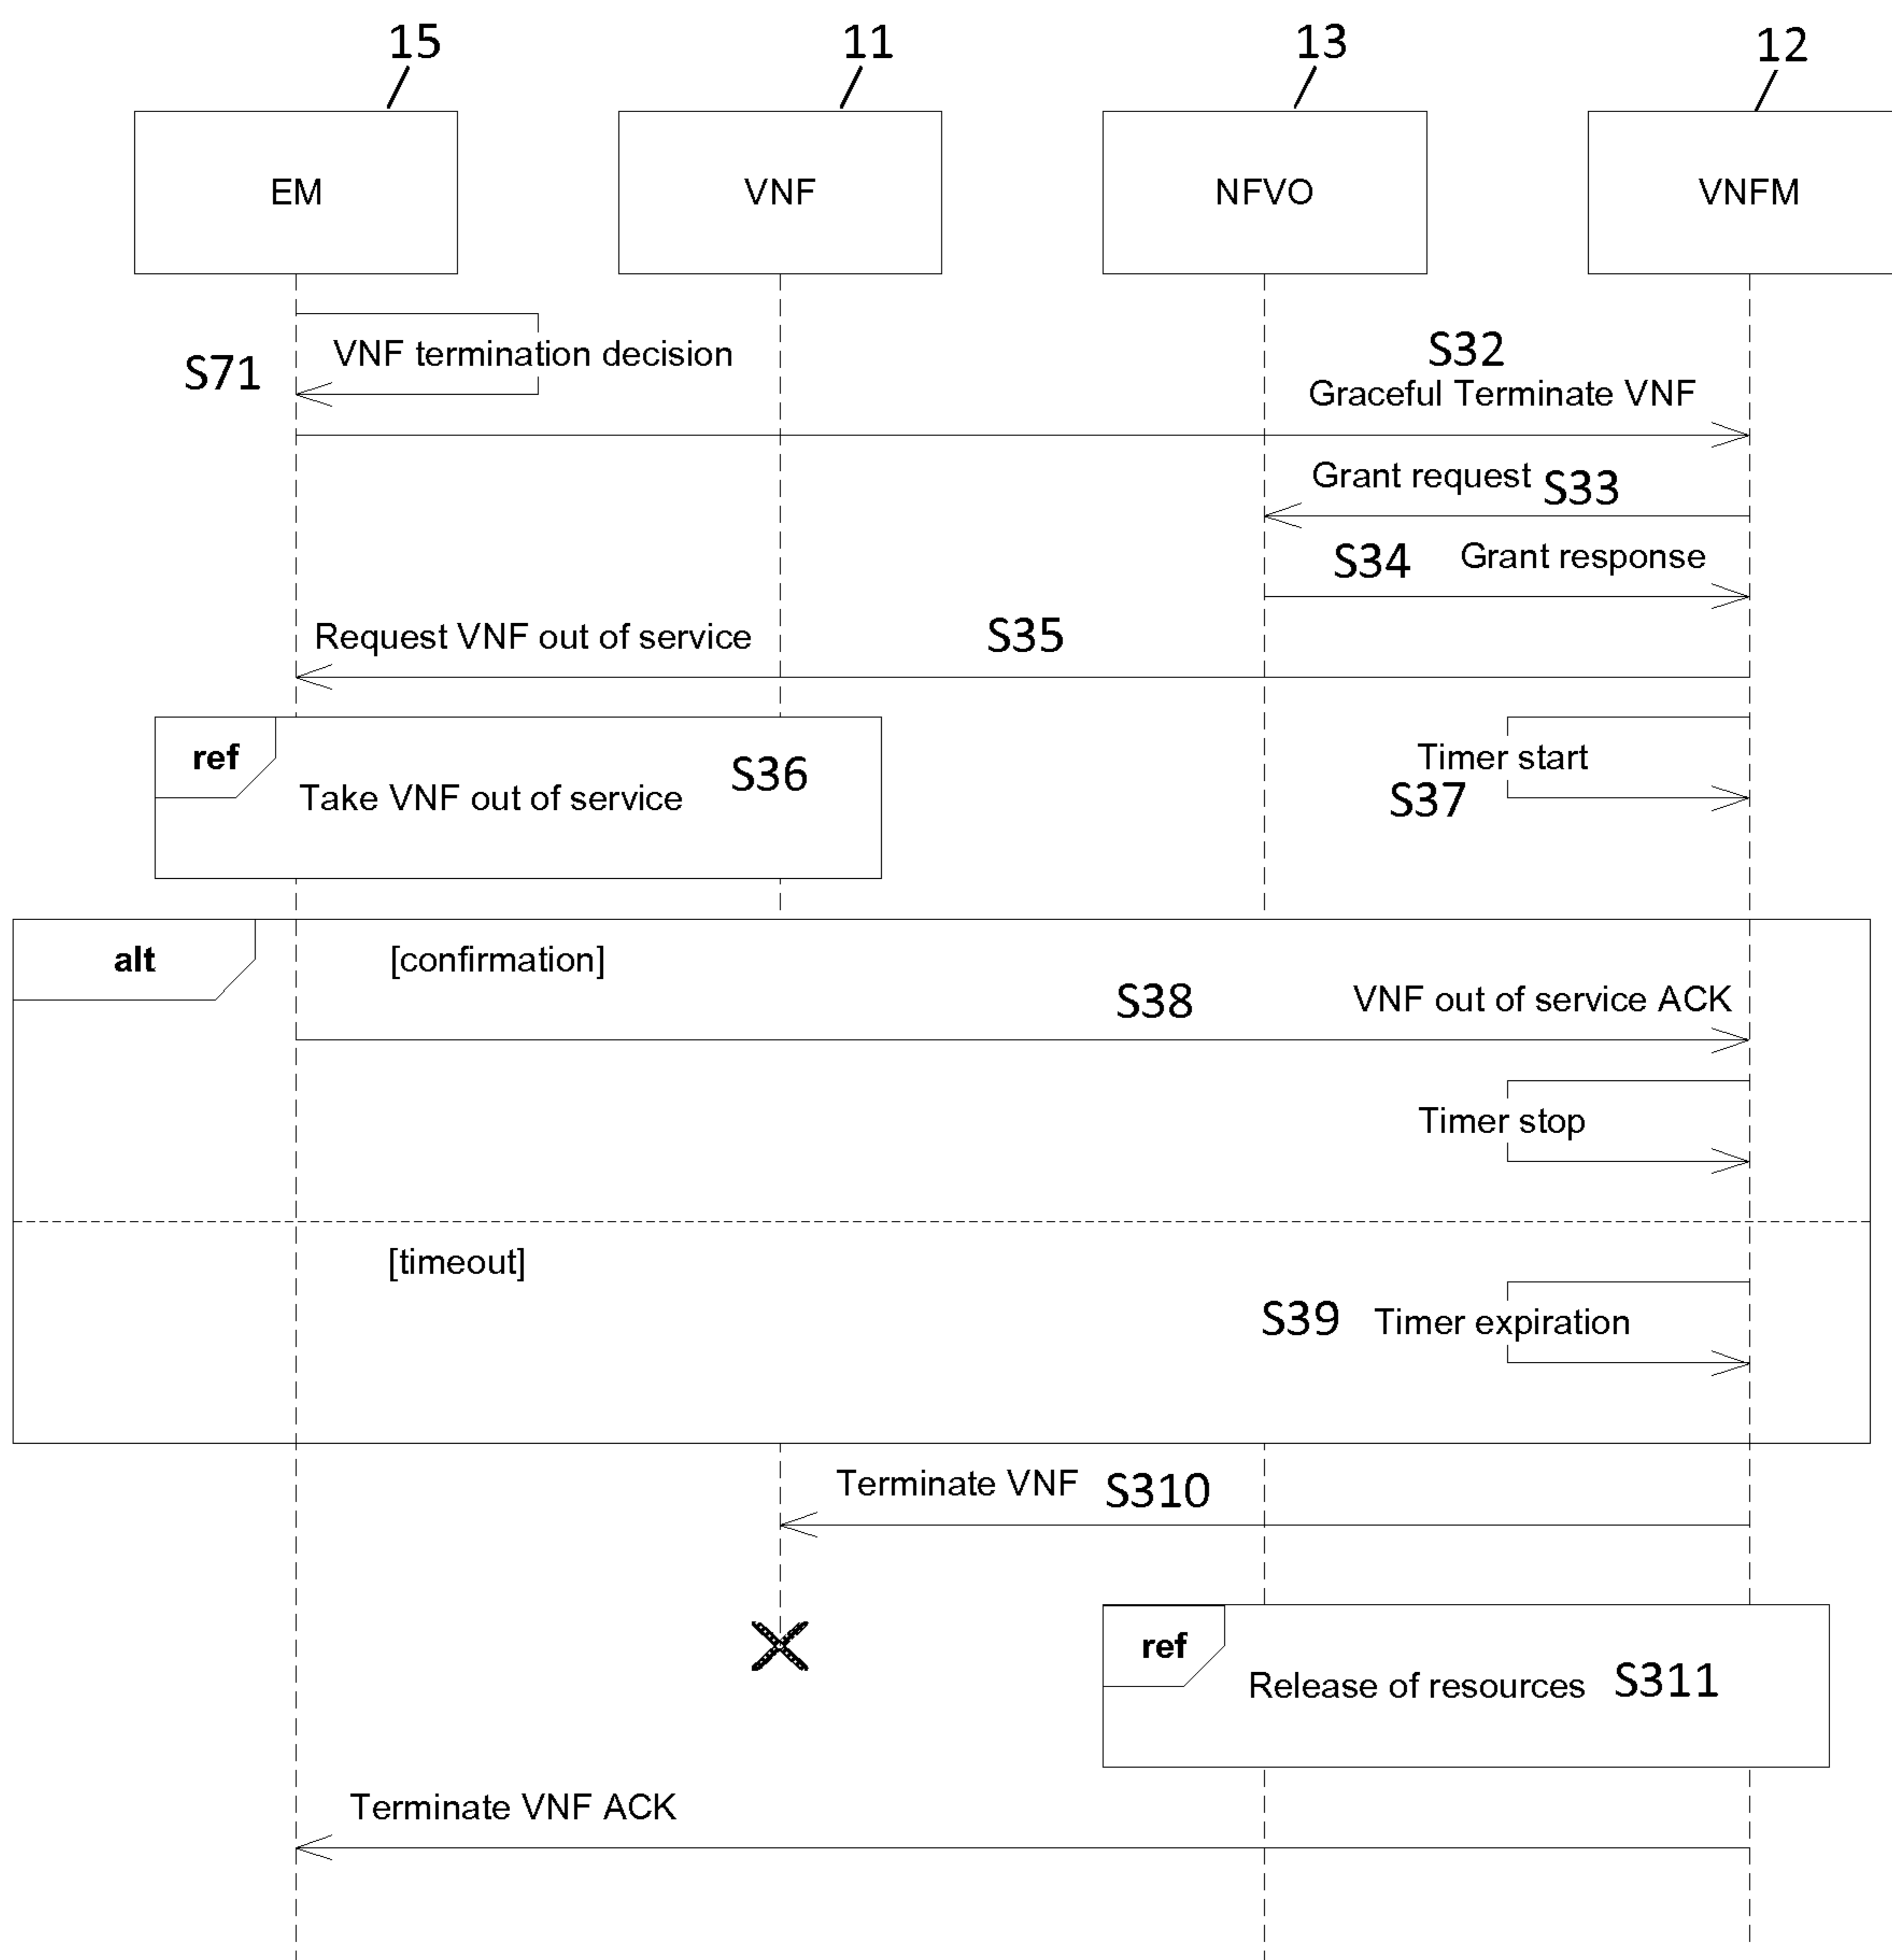 15
11
13
12
EM
VNF
NFVO
VNFM
VNF termination decision
S71
S32
Graceful Terminate VNF
Grant request S33
S34 Grant response
Request VNF out of service S35
ref
Take VNF out of service S36
Timer start
S37
alt
[confirmation]
S38 VNF out of service ACK
Timer stop
[timeout]
S39 Timer expiration
Terminate VNF S310
ref
Release of resources S311
Terminate VNF ACK